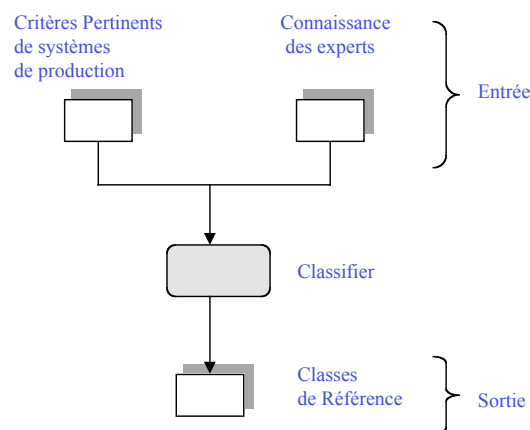 Critères Pertinents
de systèmes
de production
Connaissance
des experts
Entrée
Classifier
Classes
de Référence
Sortie